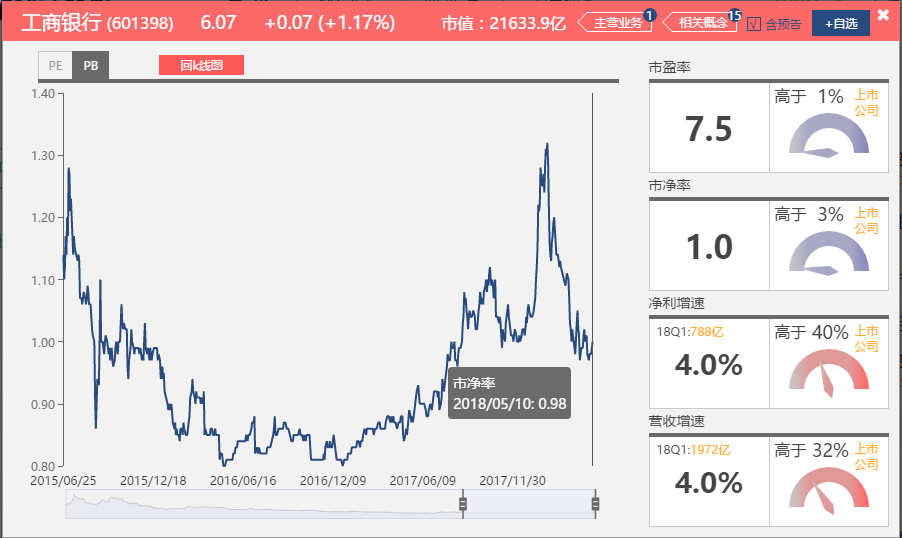 工商银行 (601398) 6.07 +0.07 (+1.17%) 市值 : 21633.9亿 主营业务 1 相关概念 15 含预告 +自选
PE PB 回k线图
1.40
1.30
1.20
1.10
1.00
0.90
0.80
2015/06/25 2015/12/18 2016/06/16 2016/12/09 2017/06/09 2017/11/30
市净率
2018/05/10: 0.98
市盈率
7.5
高于 1% 上市
公司
市净率
1.0
高于 3% 上市
公司
净利增速
18Q1:788亿
4.0%
高于 40% 上市
公司
营收增速
18Q1:1972亿
4.0%
高于 32% 上市
公司